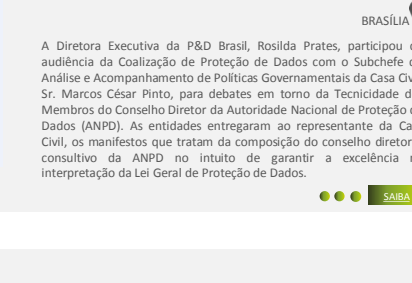 BRASÍLIA
A Diretora Executiva da P&D Brasil, Rosilda Prates, participou
audiência da Coalização de Proteção de Dados com o Subchefe
Análise e Acompanhamento de Políticas Governamentais da Casa
Sr. Marcos César Pinto, para debates em torno da Tecnicidade
Membros do Conselho Diretor da Autoridade Nacional de Proteção
Dados (ANPD). As entidades entregaram ao representante da
Civil, os manifestos que tratam da composição do conselho diretor
consultivo da ANPD no intuito de garantir a excelência
interpretação da Lei Geral de Proteção de Dados.
SAIBA